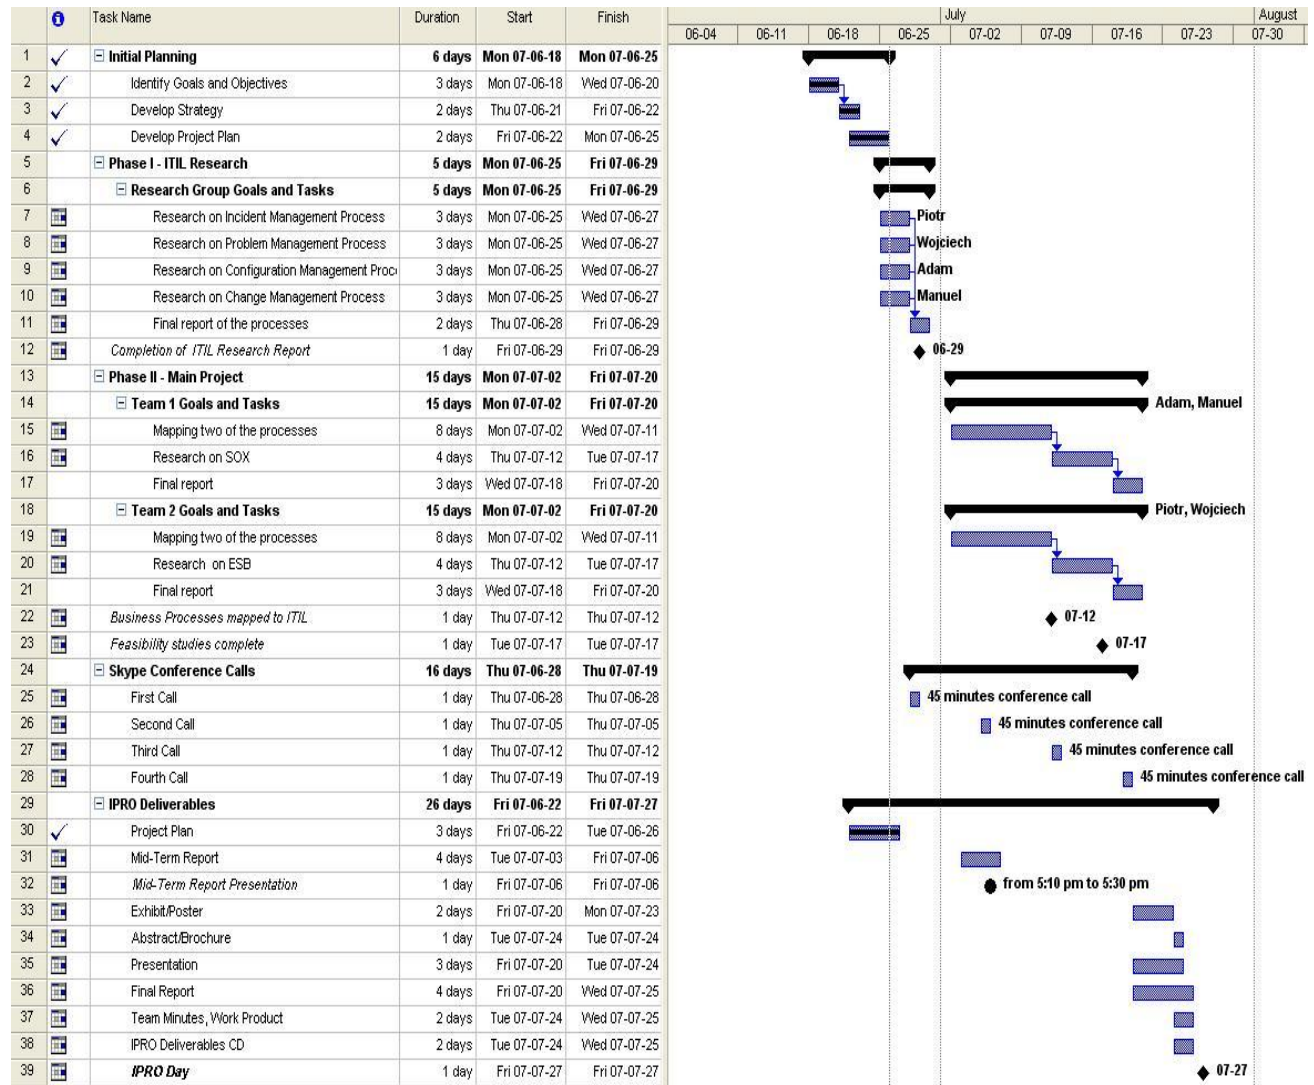 Task Name Duration Start Finish July August
06-04 06-11 06-18 06-25 07-02 07-09 07-16 07-23 07-30
1 Initial Planning 6 days Mon 07-06-18 Mon 07-06-25
2 Identify Goals and Objectives 3 days Mon 07-06-18 Wed 07-06-20
3 Develop Strategy 2 days Thu 07-06-21 Fri 07-06-22
4 Develop Project Plan 2 days Fri 07-06-22 Mon 07-06-25
5 Phase I - ITIL Research 5 days Mon 07-06-25 Fri 07-06-29
6 Research Group Goals and Tasks 5 days Mon 07-06-25 Fri 07-06-29
7 Research on Incident Management Process 3 days Mon 07-06-25 Wed 07-06-27 Piotr
8 Research on Problem Management Process 3 days Mon 07-06-25 Wed 07-06-27 Wojciech
9 Research on Configuration Management Proc 3 days Mon 07-06-25 Wed 07-06-27 Adam
10 Research on Change Management Process 3 days Mon 07-06-25 Wed 07-06-27 Manuel
11 Final report of the processes 2 days Thu 07-06-28 Fri 07-06-29
12 Completion of ITIL Research Report 1 day Fri 07-06-29 Fri 07-06-29 06-29
13 Phase II - Main Project 15 days Mon 07-07-02 Fri 07-07-20
14 Team 1 Goals and Tasks 15 days Mon 07-07-02 Fri 07-07-20 Adam, Manuel
15 Mapping two of the processes 8 days Mon 07-07-02 Wed 07-07-11
16 Research on SOX 4 days Thu 07-07-12 Tue 07-07-17
17 Final report 3 days Wed 07-07-18 Fri 07-07-20
18 Team 2 Goals and Tasks 15 days Mon 07-07-02 Fri 07-07-20 Piotr, Wojciech
19 Mapping two of the processes 8 days Mon 07-07-02 Wed 07-07-11
20 Research on ESB 4 days Thu 07-07-12 Tue 07-07-17
21 Final report 3 days Wed 07-07-18 Fri 07-07-20
22 Business Processes mapped to ITIL 1 day Thu 07-07-12 Thu 07-07-12 07-12
23 Feasibility studies complete 1 day Tue 07-07-17 Tue 07-07-17 07-17
24 Skype Conference Calls 16 days Thu 07-06-28 Thu 07-07-19
25 First Call 1 day Thu 07-06-28 Thu 07-06-28 45 minutes conference call
26 Second Call 1 day Thu 07-07-05 Thu 07-07-05 45 minutes conference call
27 Third Call 1 day Thu 07-07-12 Thu 07-07-12 45 minutes conference call
28 Fourth Call 1 day Thu 07-07-19 Thu 07-07-19 45 minutes conference call
29 IPRO Deliverables 26 days Fri 07-06-22 Fri 07-07-27
30 Project Plan 3 days Fri 07-06-22 Tue 07-06-26
31 Mid-Term Report 4 days Tue 07-07-03 Fri 07-07-06
32 Mid-Term Report Presentation 1 day Fri 07-07-06 Fri 07-07-06 from 5:10 pm to 5:30 pm
33 Exhibit/Poster 2 days Fri 07-07-20 Mon 07-07-23
34 Abstract/Brochure 1 day Tue 07-07-24 Tue 07-07-24
35 Presentation 3 days Fri 07-07-20 Tue 07-07-24
36 Final Report 4 days Fri 07-07-20 Wed 07-07-25
37 Team Minutes, Work Product 2 days Tue 07-07-24 Wed 07-07-25
38 IPRO Deliverables CD 2 days Tue 07-07-24 Wed 07-07-25
39 IPRO Day 1 day Fri 07-07-27 Fri 07-07-27 07-27